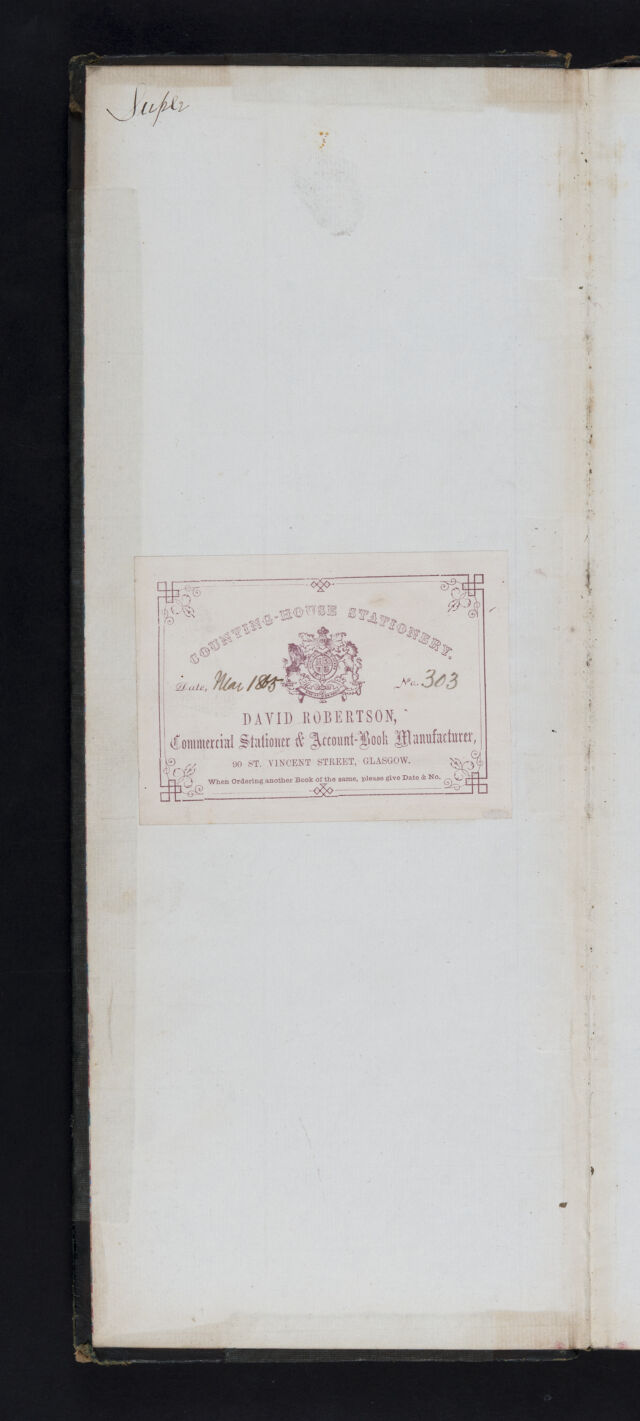 Super
COUNTING-HOUSE STATIONERY.
Date, Mar 1865 No. 303
DAVID ROBERTSON,
Commercial Stationer & Account-Book Manufacturer,
90 ST. VINCENT STREET, GLASGOW.
When Ordering another Book of the same, please give Date & No.